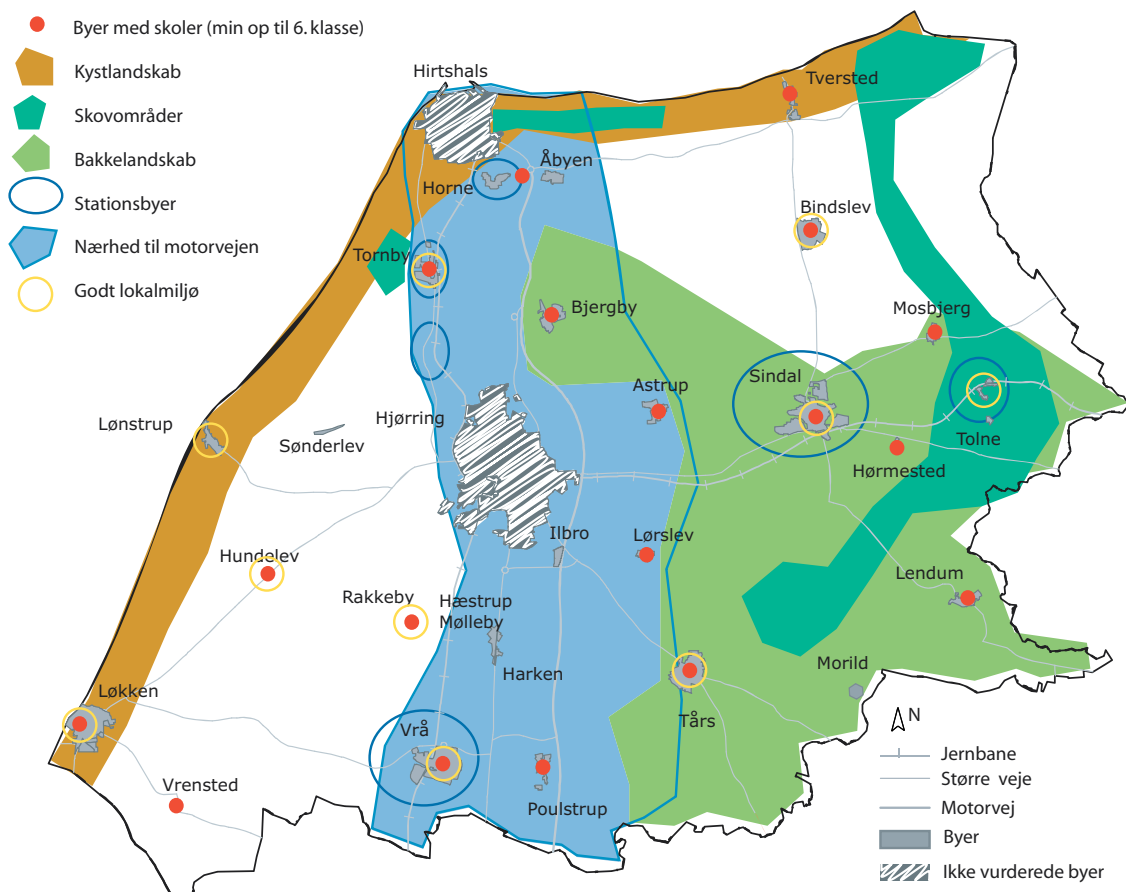 Byer med skoler (min op til 6. klasse)
Kystlandskab
Skovområder
Bakkelandskab
Stationsbyer
Nærhed til motorvejen
Godt lokalmiljø
Hirtshals
Tversted
Åbyen
Horne
Bindslev
Tornby
Bjergby
Mosbjerg
Sindal
Astrup
Hjørring
Lønstrup
Sønderlev
Tolne
Hørmested
Ilbro
Lørslev
Hundelev
Lendum
Rakkeby
Hæstrup
Mølleby
Harken
Morild
Løkken
Tårs
Vrå
Vrensted
Poulstrup
N
Jernbane
Större veje
Motorvej
Byer
Ikke vurderede byer